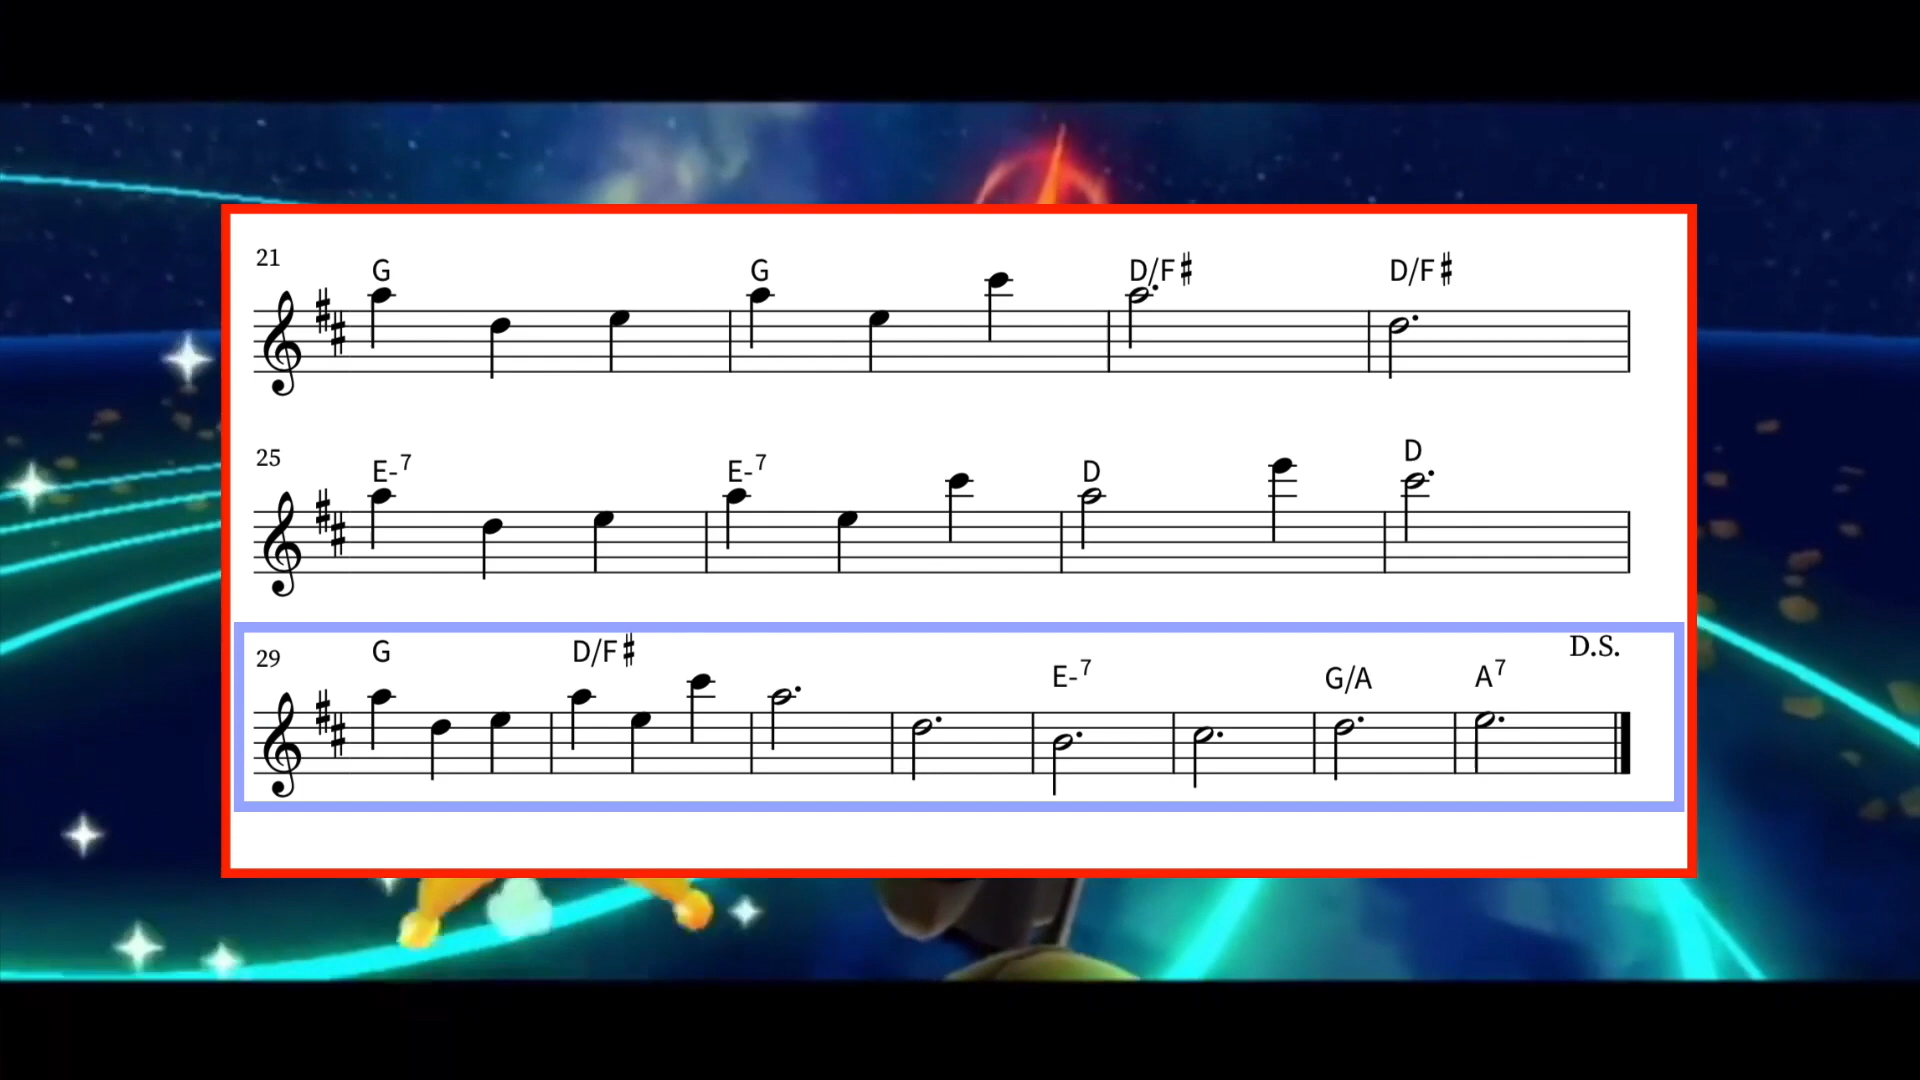 21 G G D/F♯ D/F♯
25 E-7 E-7 D D
D.S.
29 G D/F♯ E-7 G/A A7